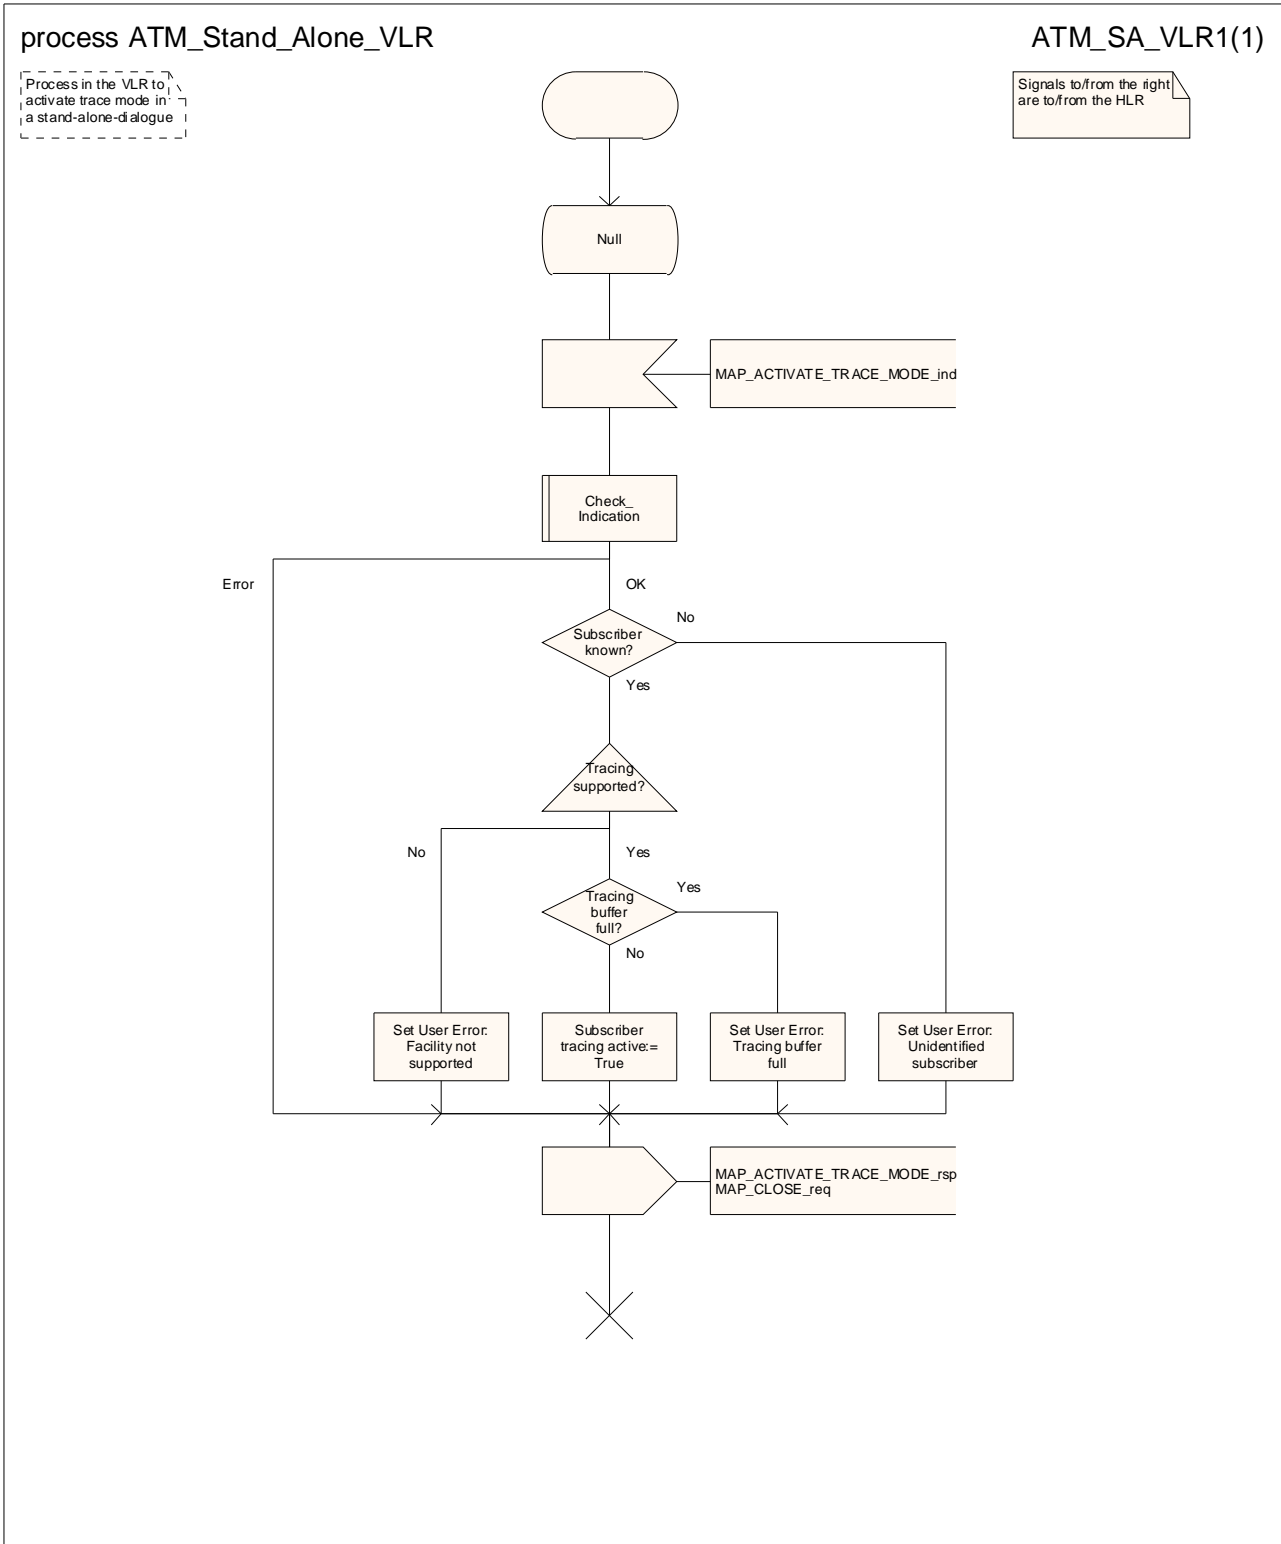 process ATM_Stand_Alone_VLR
ATM_SA_VLR1(1)
Process in the VLR to
activate trace mode in
a stand-alone-dialogue
Signals to/from the right
are to/from the HLR
Null
MAP_ACTIVATE_TRACE_MODE_ind
Check_
Indication
Error
OK
Subscriber
known?
No
Yes
Tracing
supported?
No
Yes
Tracing
buffer
full?
Yes
No
Set User Error:
Facility not
supported
Subscriber
tracing active:=
True
Set User Error:
Tracing buffer
full
Set User Error:
Unidentified
subscriber
MAP_ACTIVATE_TRACE_MODE_rsp
MAP_CLOSE_req